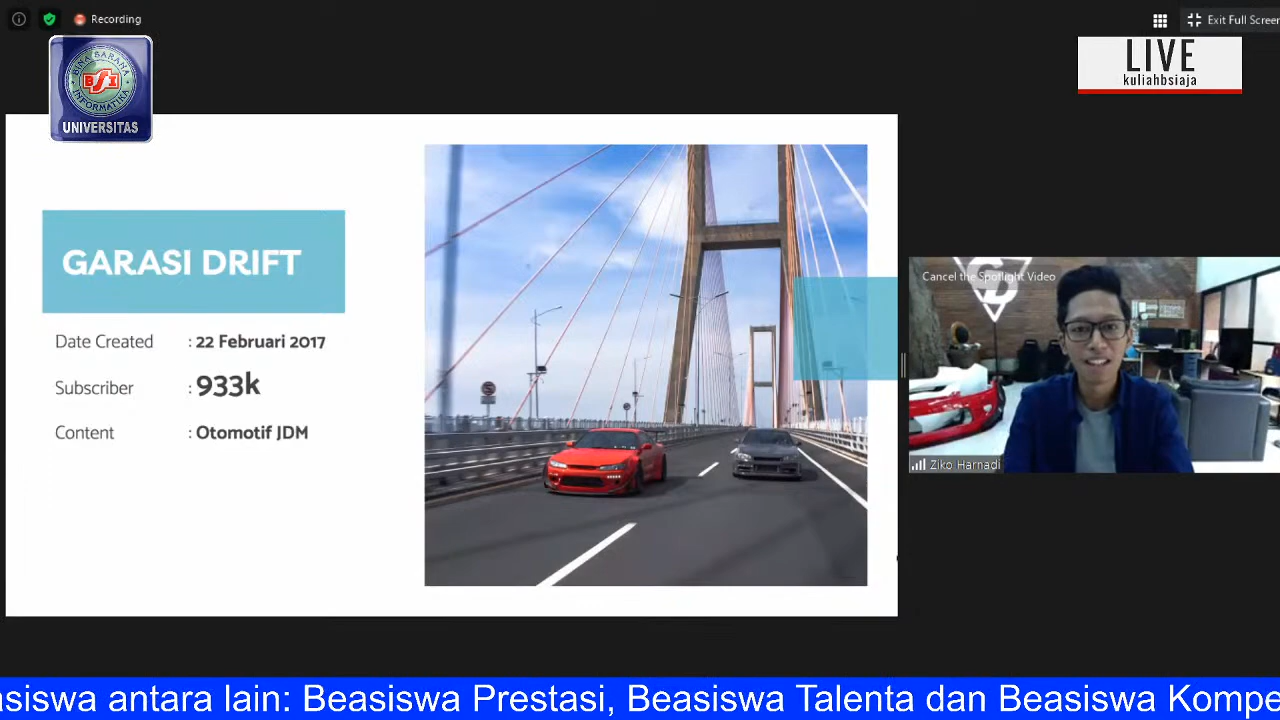 Recording
Exit Full Screen
BINA SARANA
BSI
INFORMATIKA
UNIVERSITAS
LIVE
kuliahbsiaja
GARASI DRIFT
Date Created : 22 Februari 2017
Subscriber : 933k
Content : Otomotif JDM
Cancel the Spotlight Video
GD
Ziko Harnadi
asiswa antara lain: Beasiswa Prestasi, Beasiswa Talenta dan Beasiswa Kompe